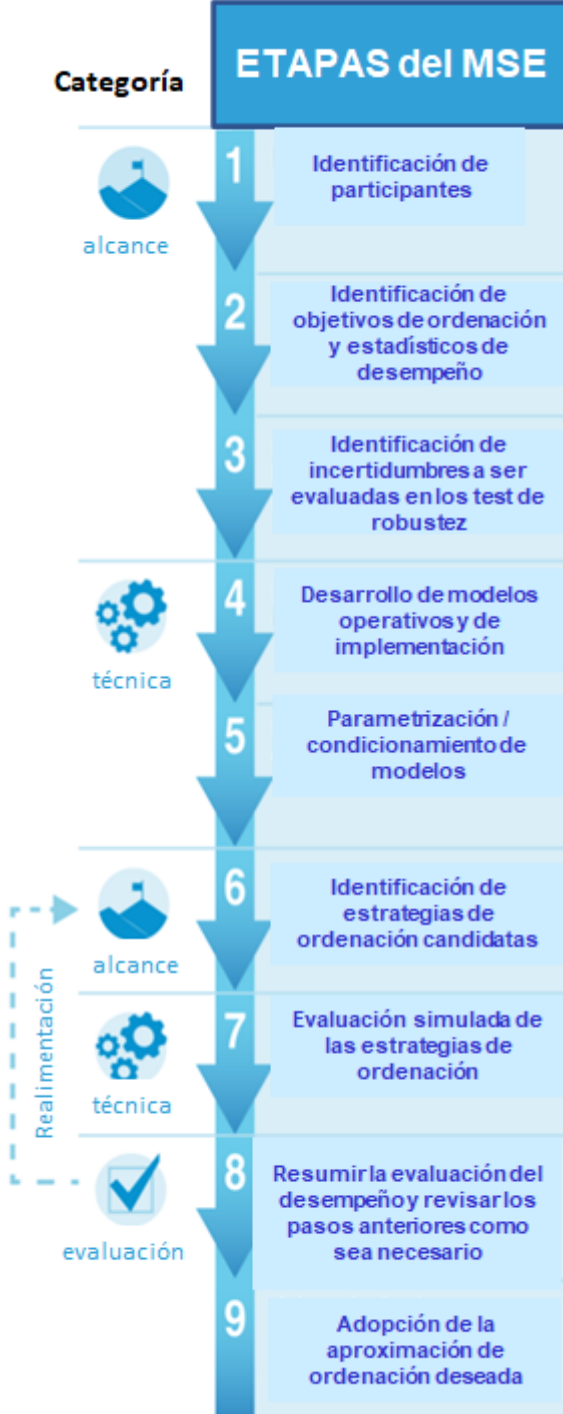 Categoría
ETAPAS del MSE
alcance
1
Identificación de
participantes
2
Identificación de
objetivos de ordenación
y estadísticos de
desempeño
3
Identificación de
incertidumbres a ser
evaluadas en los test de
robustez
técnica
4
Desarrollo de modelos
operativos y de
implementación
5
Parametrización /
condicionamiento de
modelos
alcance
6
Identificación de
estrategias de
ordenación candidatas
Realimentación
técnica
7
Evaluación simulada de
las estrategias de
ordenación
evaluación
8
Resumir la evaluación del
desempeño y revisar los
pasos anteriores como
sea necesario
9
Adopción de la
aproximación de
ordenación deseada